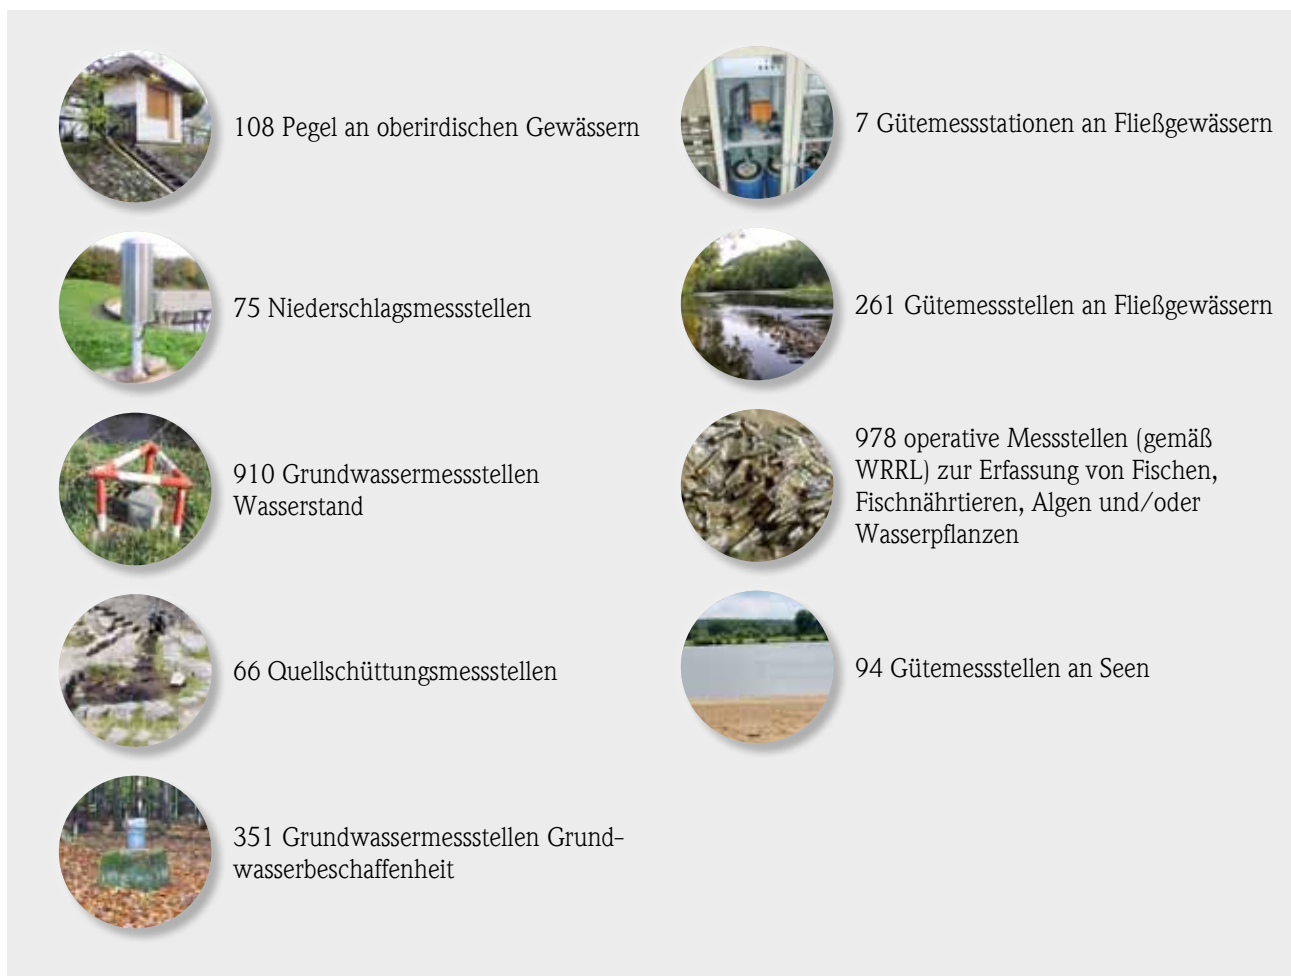 108 Pegel an oberirdischen Gewässern
75 Niederschlagsmessstellen
910 Grundwassermessstellen
Wasserstand
66 Quellschüttungsmessstellen
351 Grundwassermessstellen Grund-
wasserbeschaffenheit
7 Gütemessstationen an Fließgewässern
261 Gütemessstellen an Fließgewässern
978 operative Messstellen (gemäß
WRRL) zur Erfassung von Fischen,
Fischnährtieren, Algen und/oder
Wasserpflanzen
94 Gütemessstellen an Seen